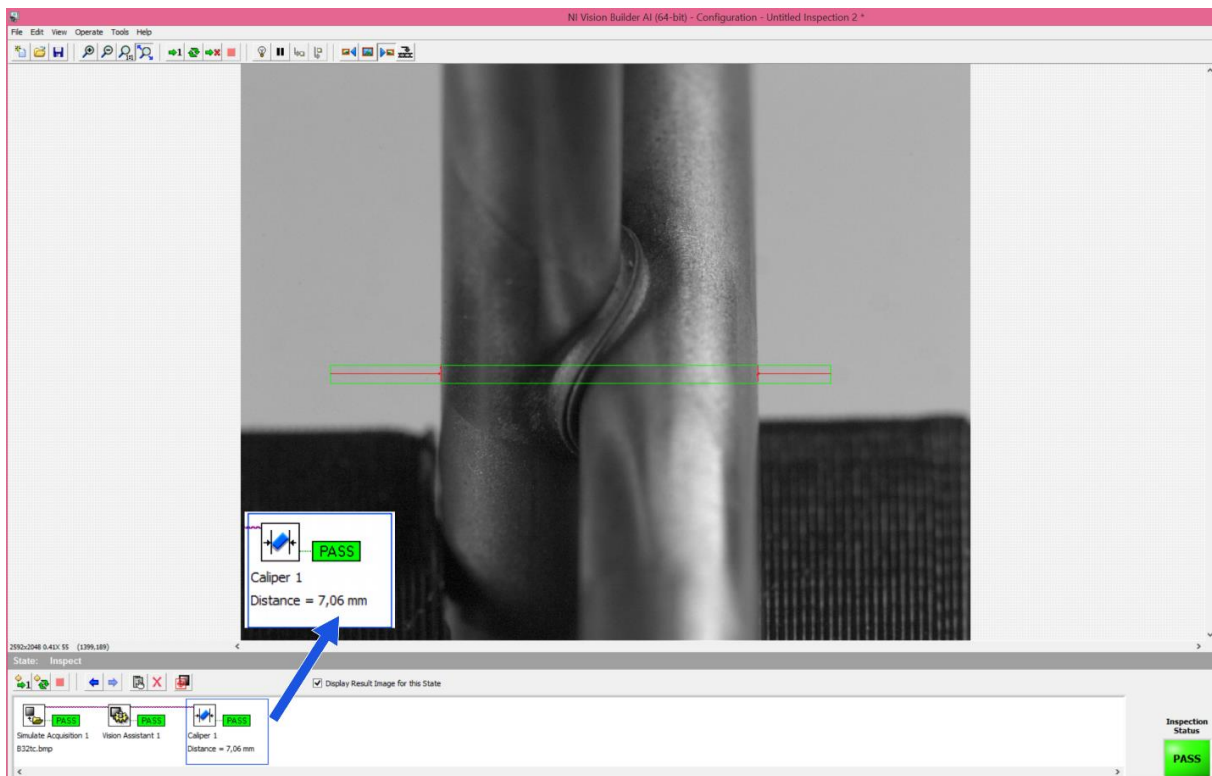 NI Vision Builder AI (64-bit) - Configuration - Untitled Inspection 2 *
File Edit View Operate Tools Help
PASS
Caliper 1
Distance = 7,06 mm
2592x2048 0.41X 55 (1399,189)
State: Inspect
Display Result Image for this State
PASS PASS PASS
Simulate Acquisition 1 Vision Assistant 1 Caliper 1
B32tc.bmp Distance = 7,06 mm
Inspection
Status
PASS